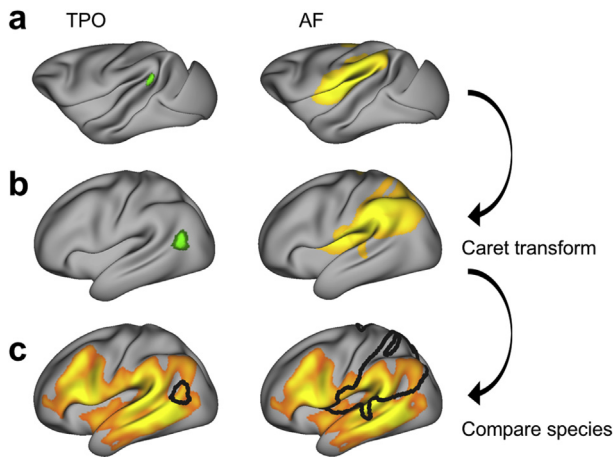 a
TPO
AF
b
Caret transform
c
Compare species